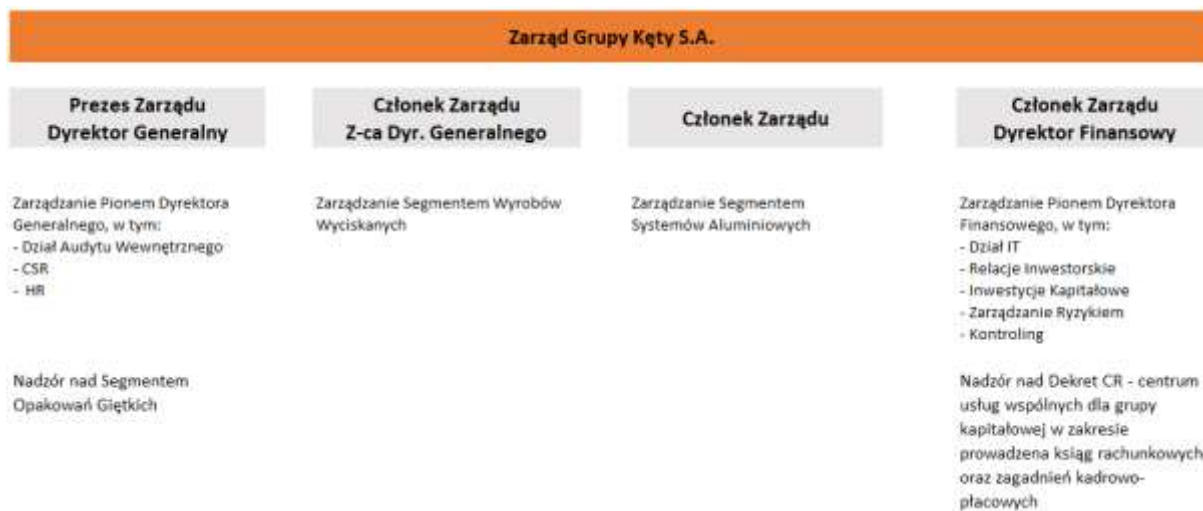 Zarząd Grupy Kęty S.A.
Prezes Zarządu
Dyrektor Generalny
Członek Zarządu
Z-ca Dyr. Generalnego
Członek Zarządu
Członek Zarządu
Dyrektor Finansowy
Zarządzanie Pionem Dyrektora
Generalnego, w tym:
- Dział Audytu Wewnętrznego
- CSR
- HR
Nadzór nad Segmentem
Opakowań Giętkich
Zarządzanie Segmentem Wyrobów
Wyciskanych
Zarządzanie Segmentem
Systemów Aluminiowych
Zarządzanie Pionem Dyrektora
Finansowego, w tym:
- Dział IT
- Relacje Inwestorskie
- Inwestycje Kapitałowe
- Zarządzanie Ryzykiem
- Kontroling
Nadzór nad Dekret CR - centrum
usług wspólnych dla grupy
kapitałowej w zakresie
prowadzena ksiąg rachunkowych
oraz zagadnień kadrowo-
płacowych